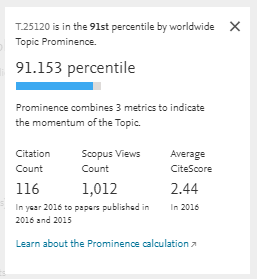 T.25120 is in the 91st percentile by worldwide
Topic Prominence.
91.153 percentile
Prominence combines 3 metrics to indicate
the momentum of the Topic.
Citation Scopus Views Average
Count Count CiteScore
116 1,012 2.44
In year 2016 to papers published in In 2016
2016 and 2015
Learn about the Prominence calculation ↗